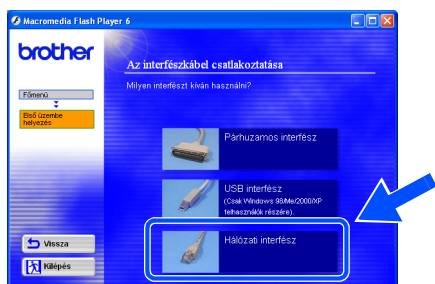 Macromedia Flash Player 6
brother
Az interfészkábel csatlakoztatása
Milyen interfészt kíván használni?
Főmenü
Első üzembe
helyezés
Párhuzamos interfész
USB interfész
(Csak Windows 98/Me/2000/XP
felhasználók részére).
Hálózati interfész
Vissza
Kilépés